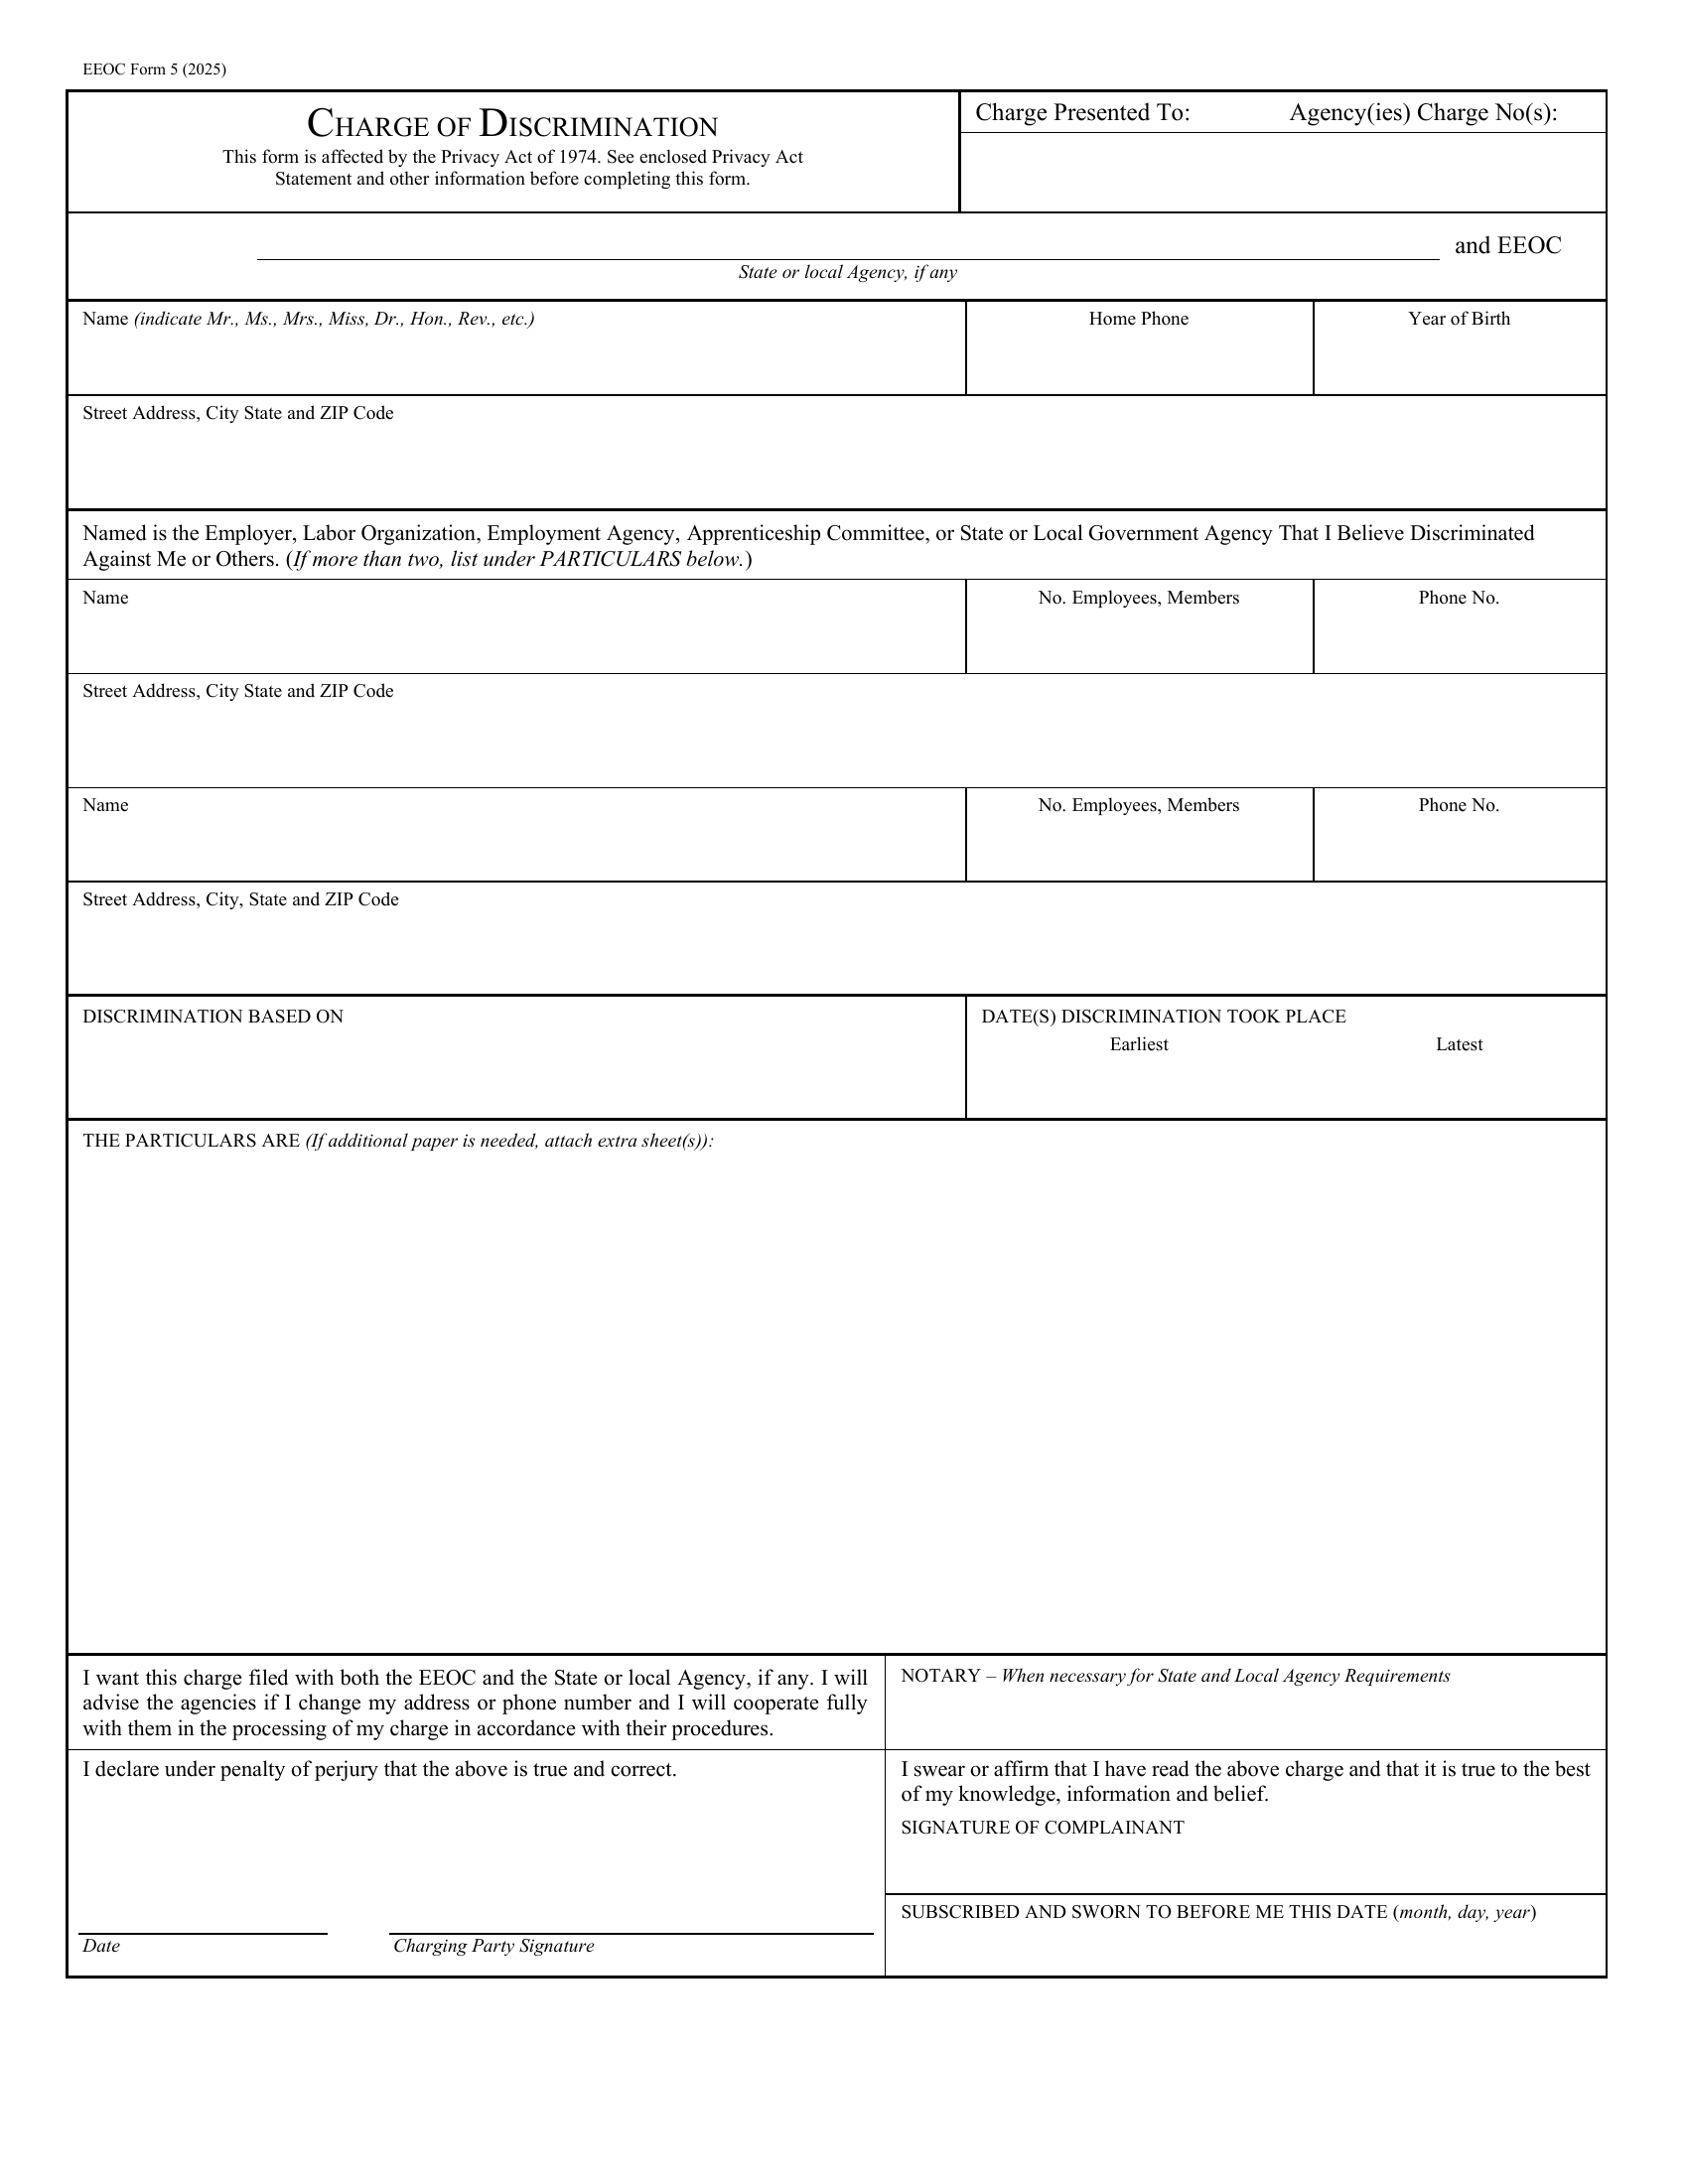 EEOC Form 5 (2025)
CHARGE OF DISCRIMINATION
This form is affected by the Privacy Act of 1974. See enclosed Privacy Act
Statement and other information before completing this form.
Charge Presented To: Agency(ies) Charge No(s):
and EEOC
State or local Agency, if any
Name (indicate Mr., Ms., Mrs., Miss, Dr., Hon., Rev., etc.)
Home Phone
Year of Birth
Street Address, City State and ZIP Code
Named is the Employer, Labor Organization, Employment Agency, Apprenticeship Committee, or State or Local Government Agency That I Believe Discriminated
Against Me or Others. (If more than two, list under PARTICULARS below.)
Name
No. Employees, Members
Phone No.
Street Address, City State and ZIP Code
Name
No. Employees, Members
Phone No.
Street Address, City, State and ZIP Code
DISCRIMINATION BASED ON
DATE(S) DISCRIMINATION TOOK PLACE
Earliest Latest
THE PARTICULARS ARE (If additional paper is needed, attach extra sheet(s)):
I want this charge filed with both the EEOC and the State or local Agency, if any. I will
advise the agencies if I change my address or phone number and I will cooperate fully
with them in the processing of my charge in accordance with their procedures.
NOTARY – When necessary for State and Local Agency Requirements
I declare under penalty of perjury that the above is true and correct.
Date Charging Party Signature
I swear or affirm that I have read the above charge and that it is true to the best
of my knowledge, information and belief.
SIGNATURE OF COMPLAINANT
SUBSCRIBED AND SWORN TO BEFORE ME THIS DATE (month, day, year)